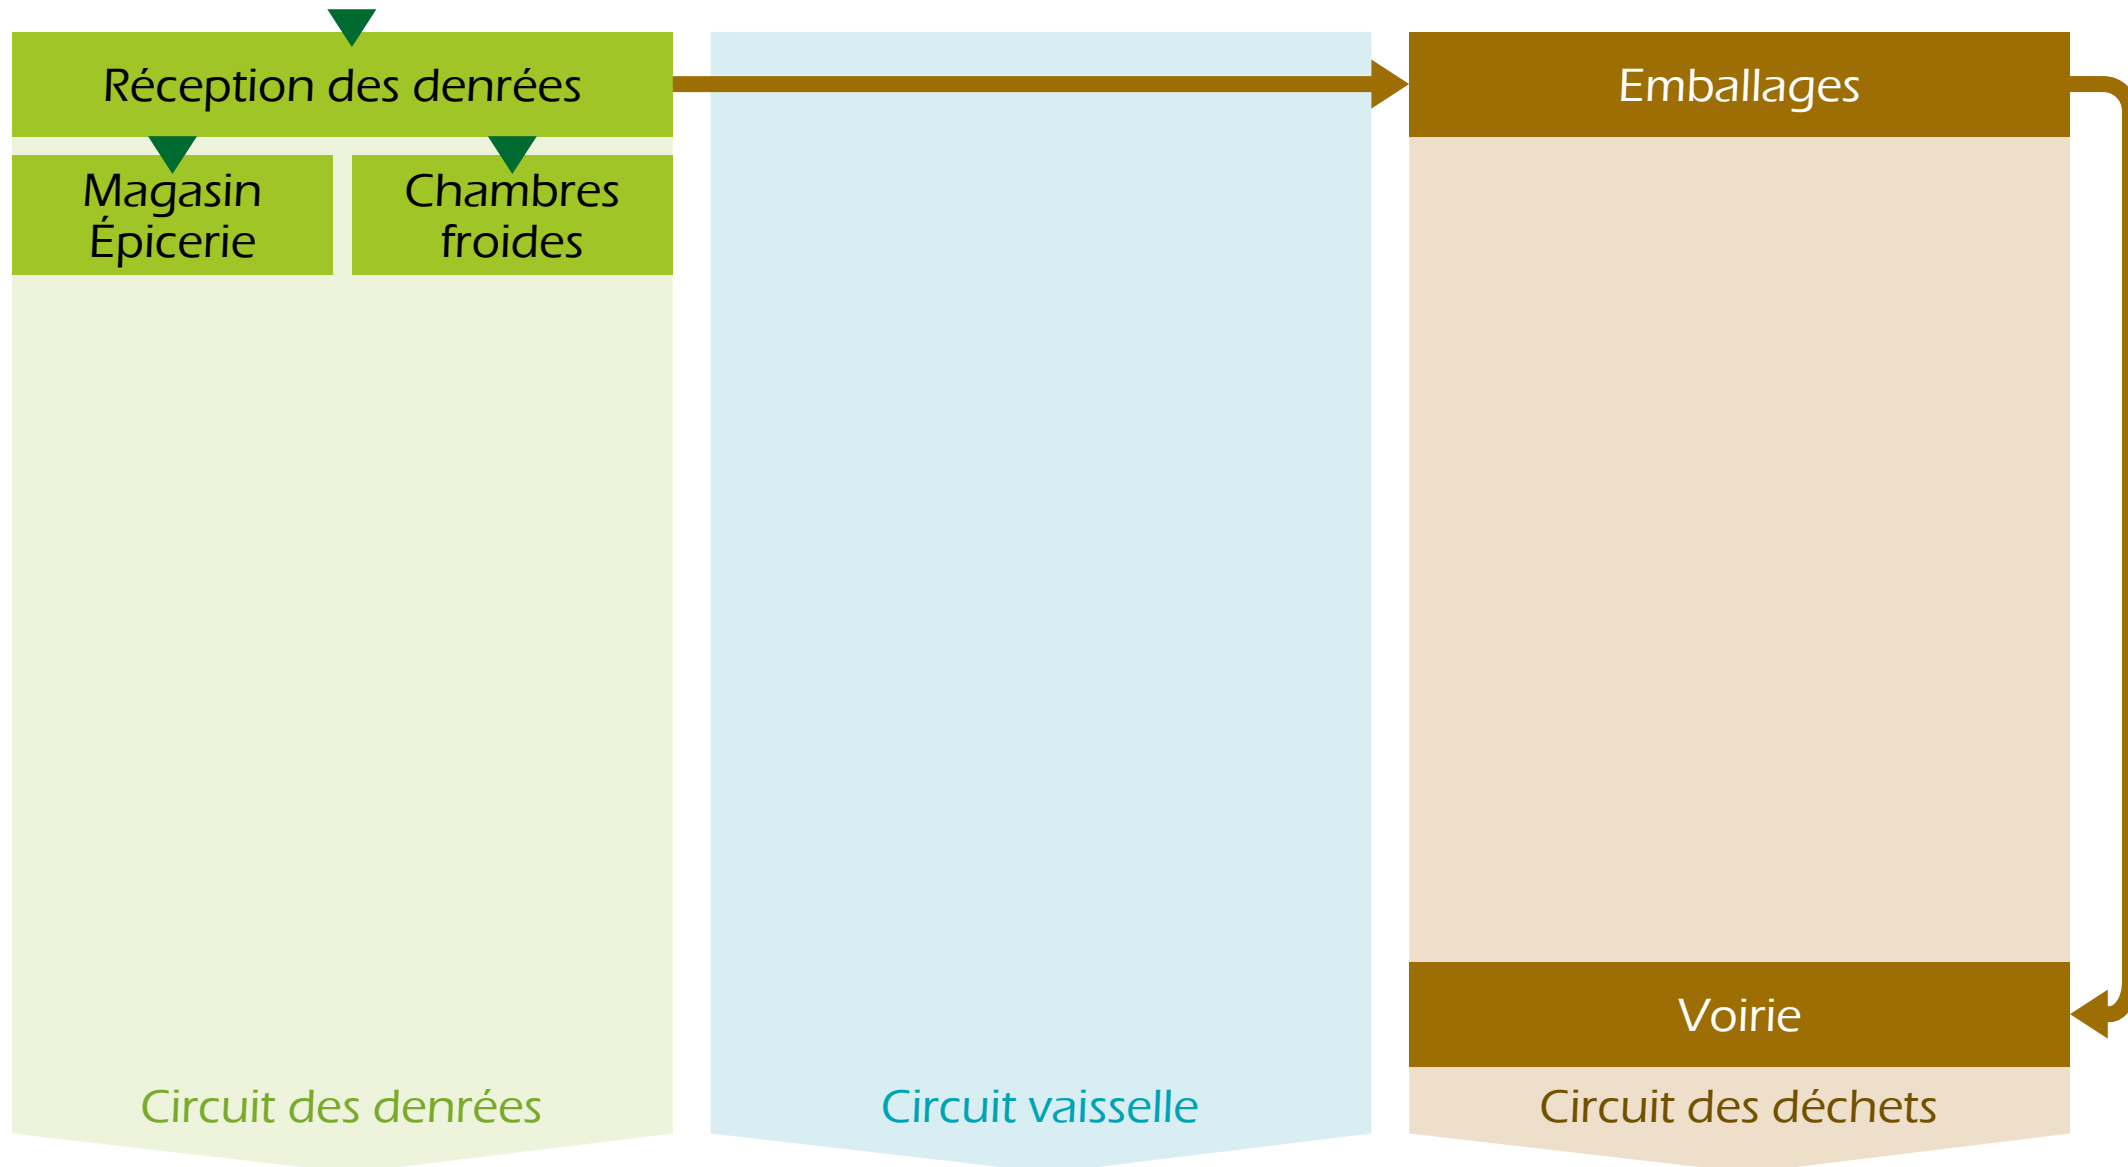 Réception des denrées
Emballages
Magasin
Épicerie
Chambres
froides
Voirie
Circuit des denrées
Circuit vaisselle
Circuit des déchets